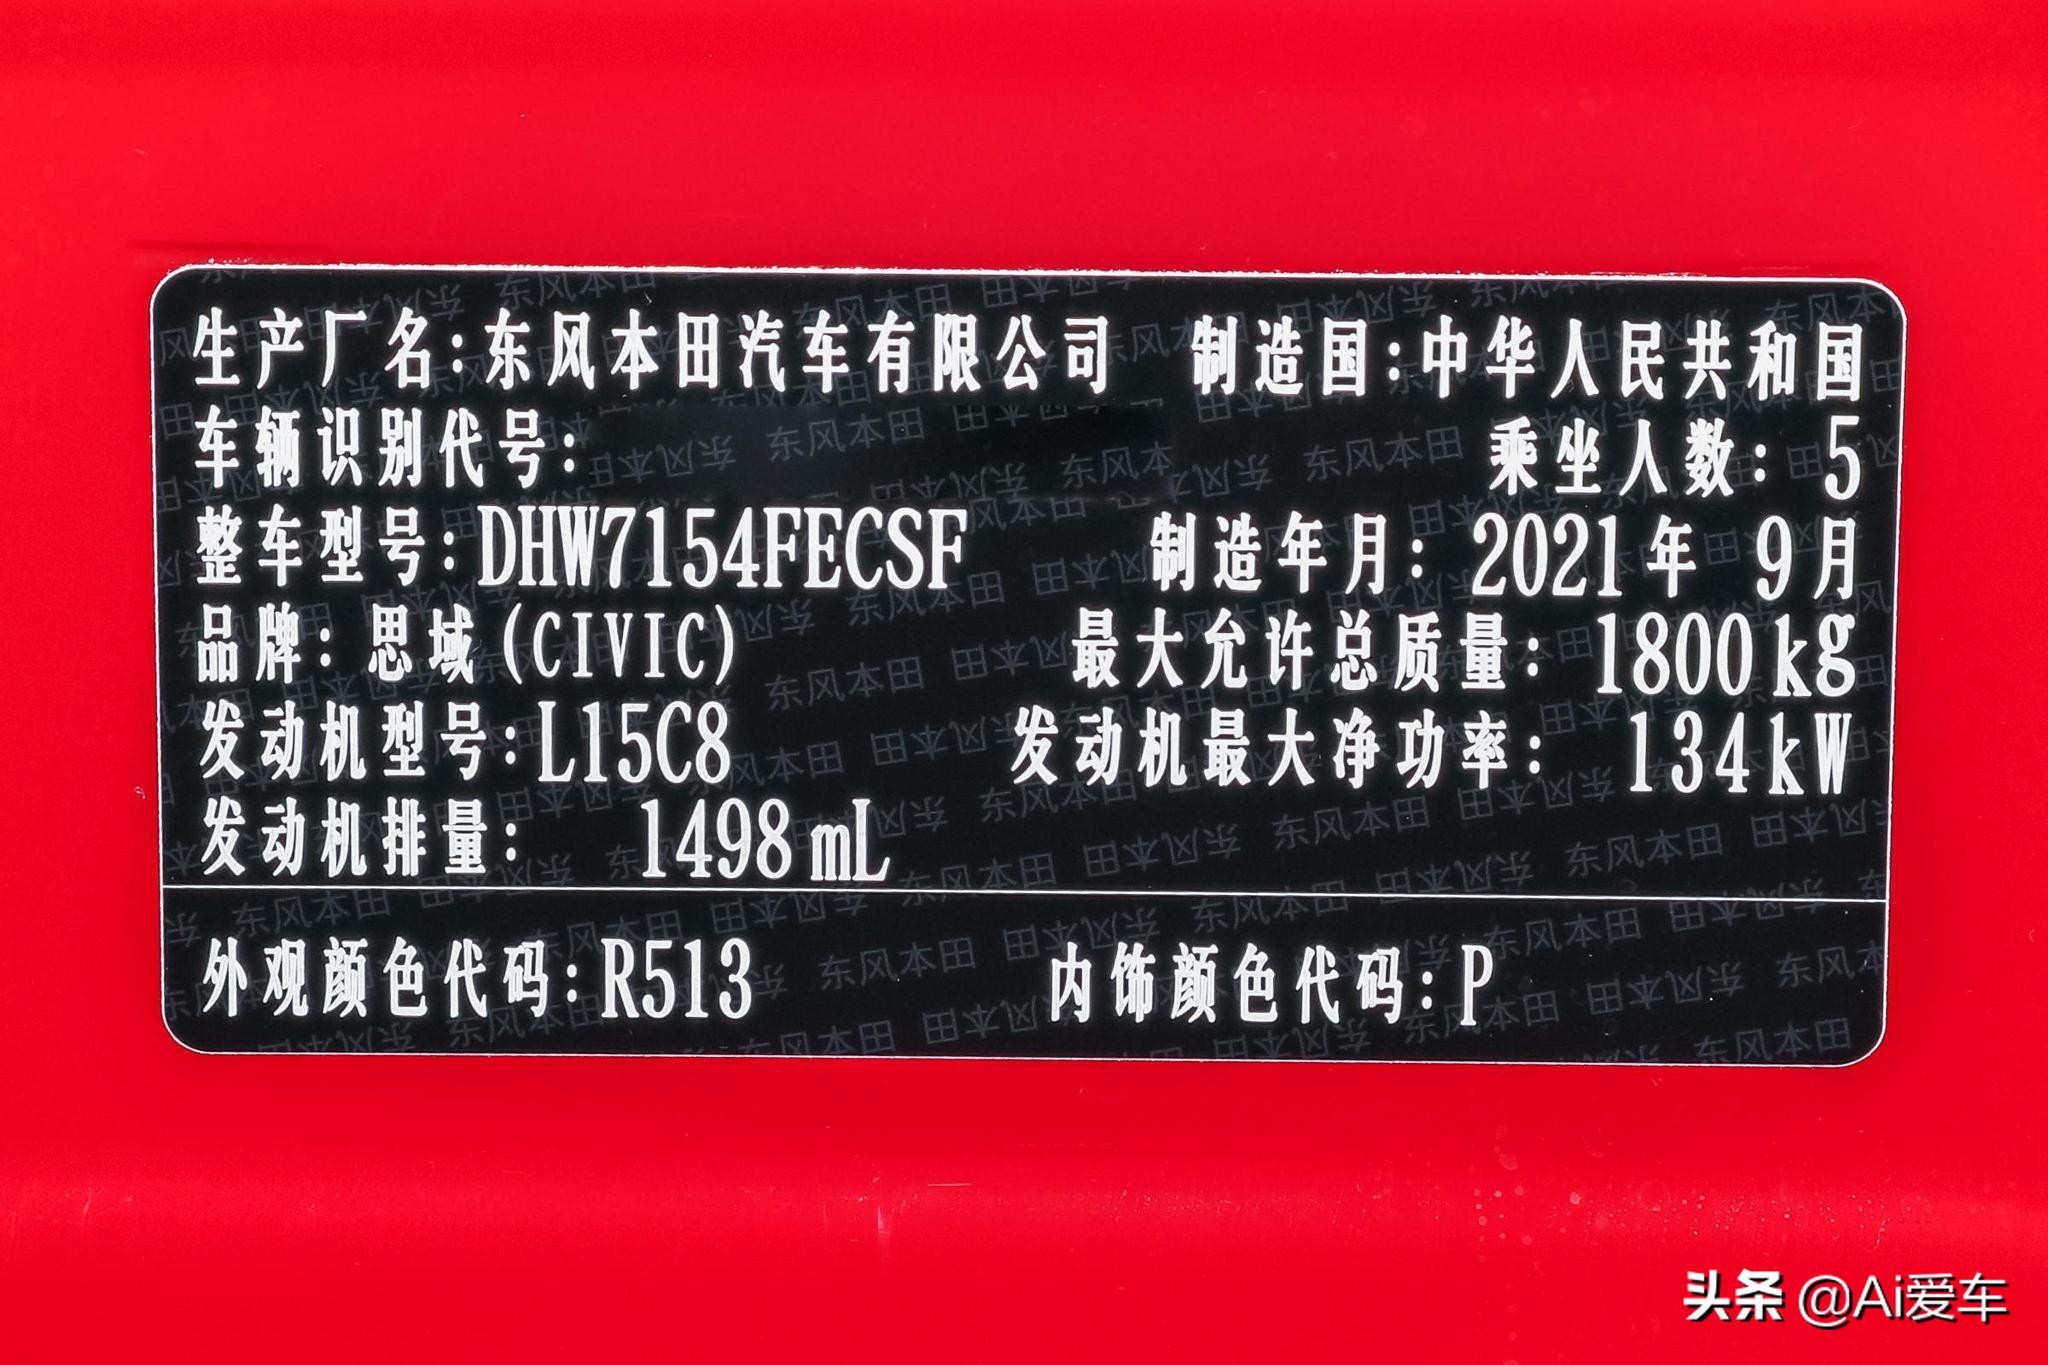 生产厂名:东风本田汽车有限公司 制造国:中华人民共和国
车辆识别代号: 乘坐人数: 5
整车型号:DHW7154FECSF 制造年月: 2021年 9月
品牌: 思域(CIVIC) 最大允许总质量: 1800kg
发动机型号:L15C8 发动机最大净功率: 134kW
发动机排量: 1498mL
外观颜色代码:R513 内饰颜色代码:P
头条 @Ai爱车